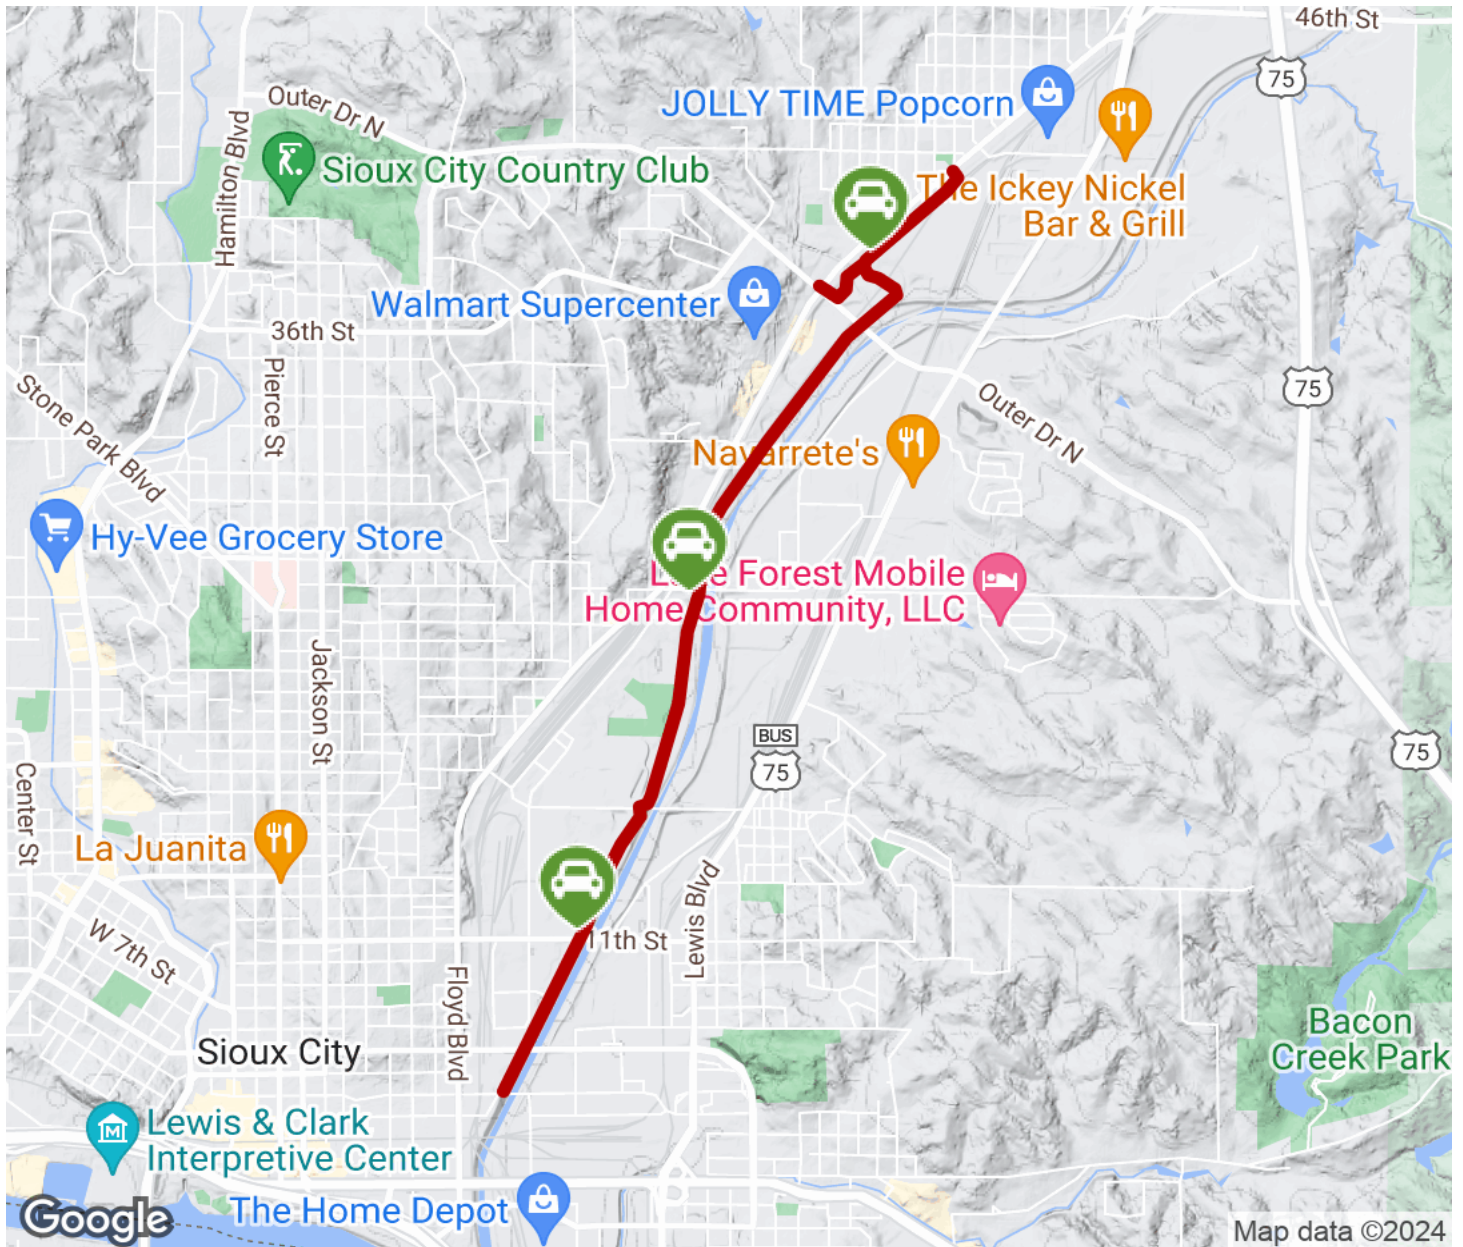 46th St
75
JOLLY TIME Popcorn
Outer Dr N
Hamilton Blvd
Sioux City Country Club
The Ickey Nickel
Bar & Grill
Walmart Supercenter
36th St
Pierce St
Stone Park Blvd
75
Outer Dr N
Navarrete's
Hy-Vee Grocery Store
Forest Mobile
Home Community, LLC
Jackson St
BUS
75
75
Center St
La Juanita
Lewis Blvd
W 7th St
11th St
Floyd Blvd
Sioux City
Bacon
Creek Park
Lewis & Clark
Interpretive Center
M
The Home Depot
Google
Map data ©2024